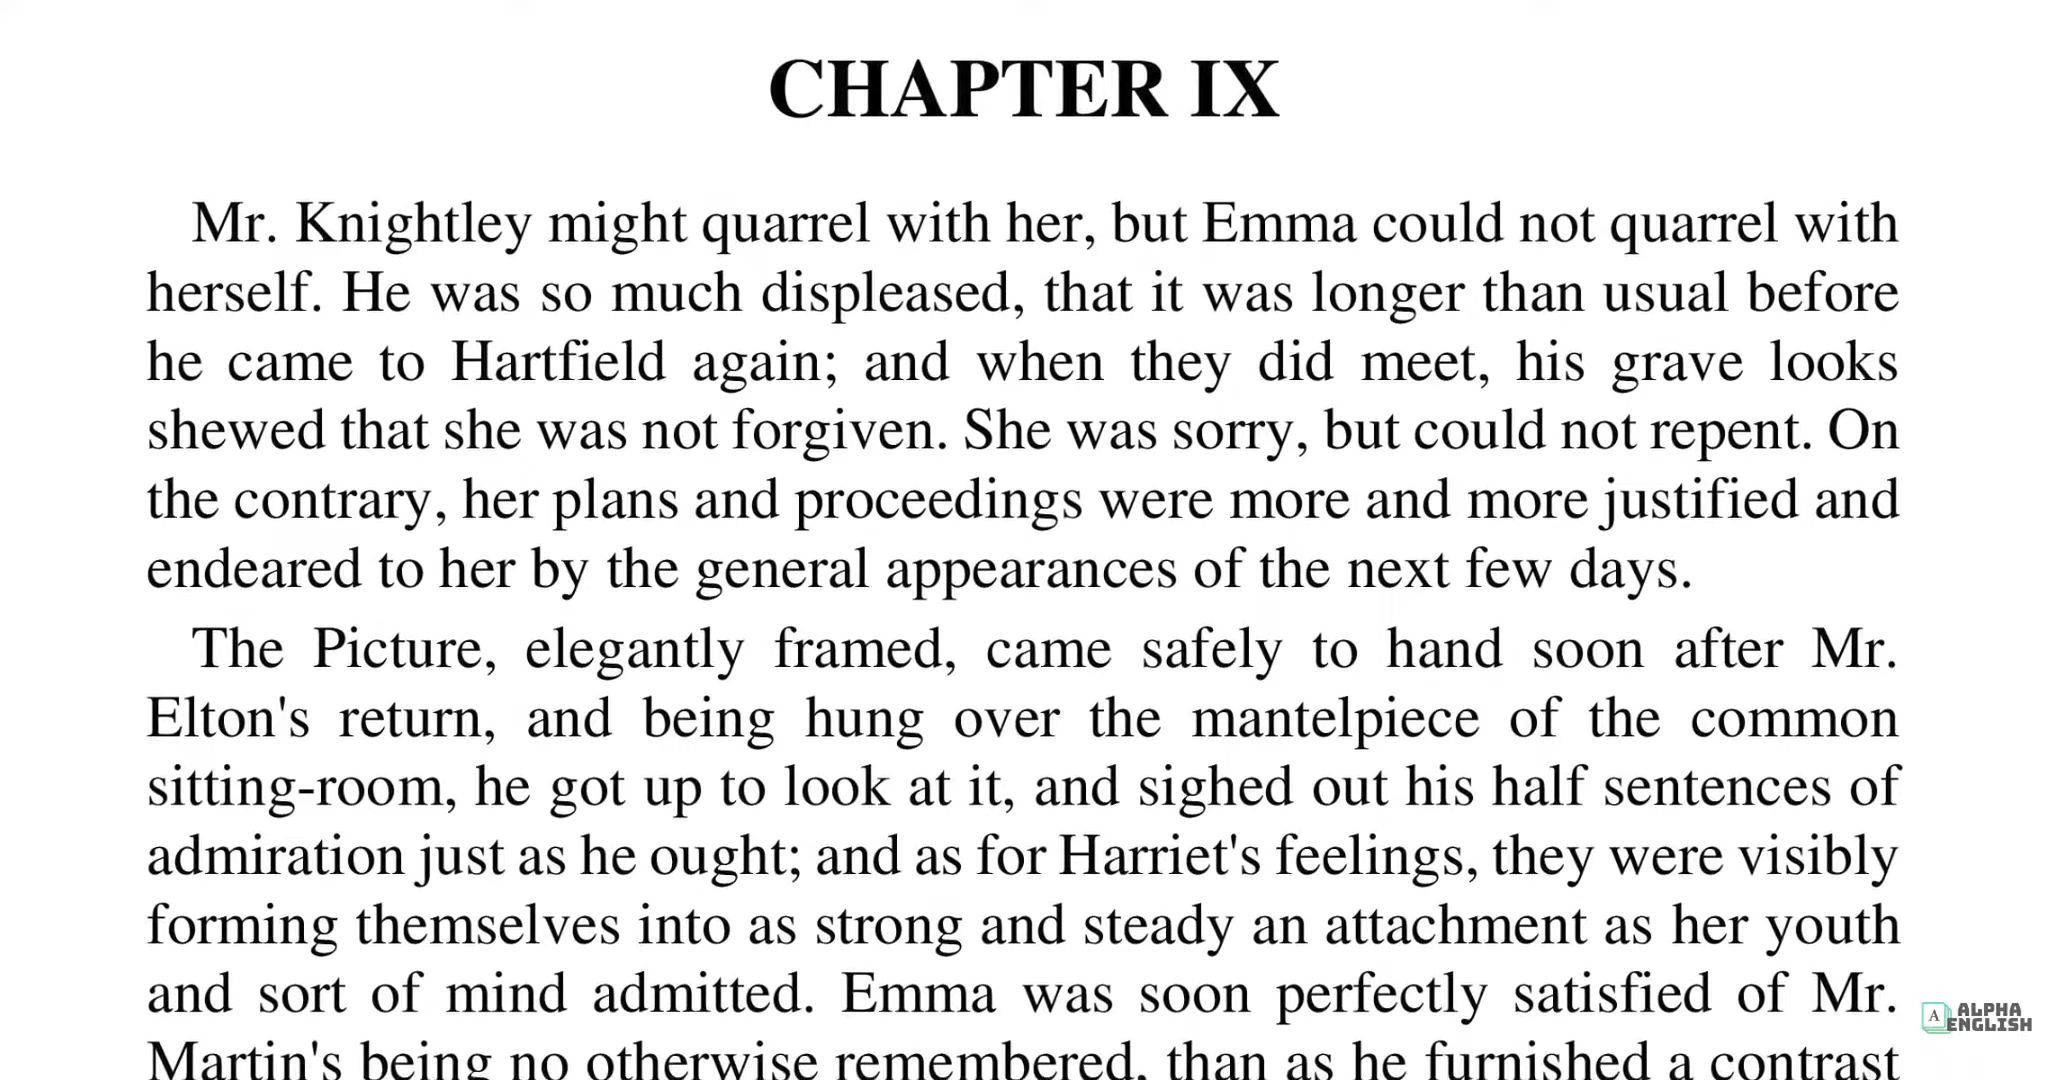 CHAPTER IX
Mr. Knightley might quarrel with her, but Emma could not quarrel with
herself. He was so much displeased, that it was longer than usual before
he came to Hartfield again; and when they did meet, his grave looks
shewed that she was not forgiven. She was sorry, but could not repent. On
the contrary, her plans and proceedings were more and more justified and
endeared to her by the general appearances of the next few days.
The Picture, elegantly framed, came safely to hand soon after Mr.
Elton's return, and being hung over the mantelpiece of the common
sitting-room, he got up to look at it, and sighed out his half sentences of
admiration just as he ought; and as for Harriet's feelings, they were visibly
forming themselves into as strong and steady an attachment as her youth
and sort of mind admitted. Emma was soon perfectly satisfied of Mr.
Martin's being no otherwise remembered, than as he furnished a contrast
A ALPHA
ENGLISH